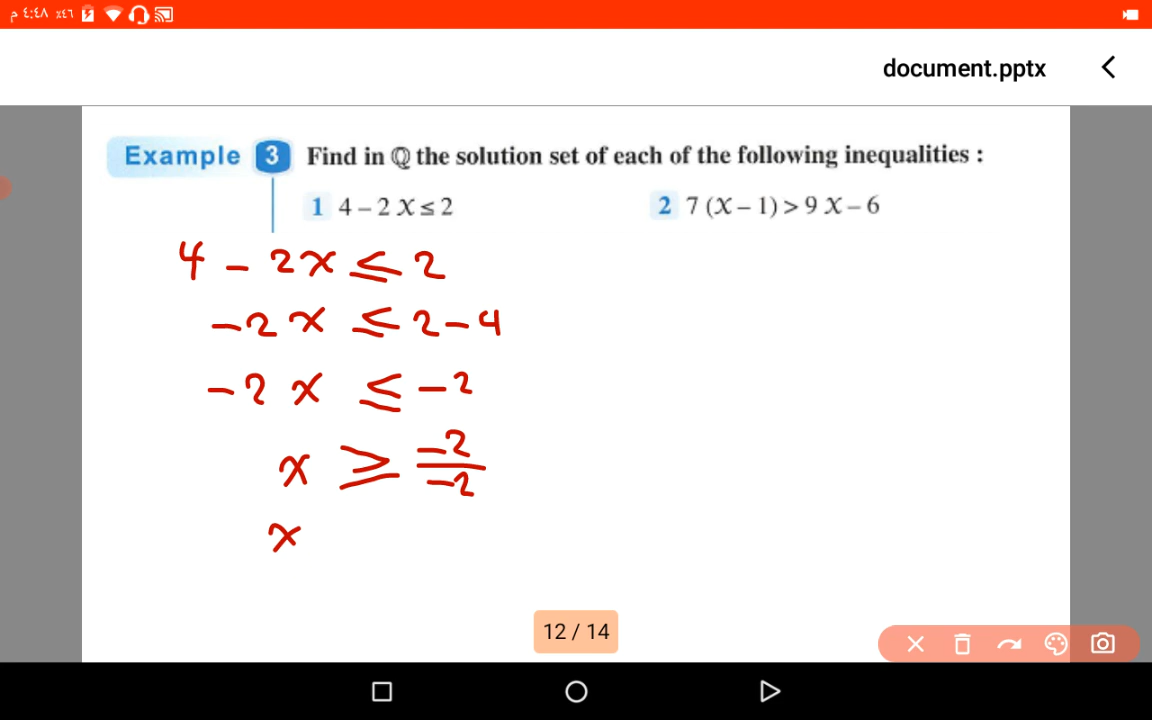 م ٤:٤٨ ٪٤٦
document.pptx
Example 3 Find in ℚ the solution set of each of the following inequalities :
1 4 – 2 X ≤ 2
2 7 (X – 1) > 9 X – 6
4 - 2x ≤ 2
-2x ≤ 2-4
-2x ≤ -2
x ≥ -2/-2
x
12 / 14